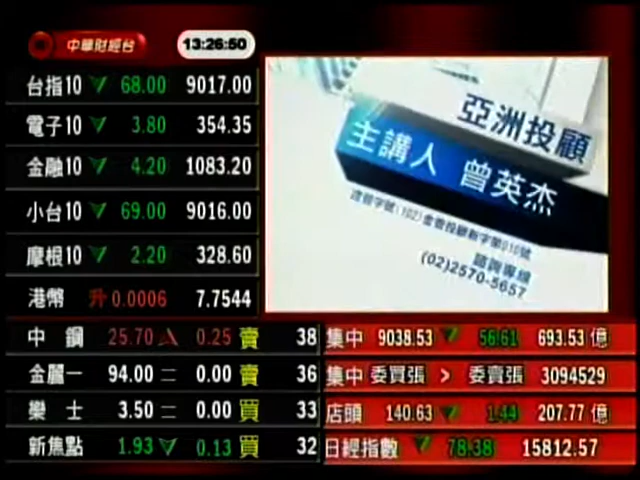 中華財經台 13:26:50
台指10 68.00 9017.00
電子10 3.80 354.35
金融10 4.20 1083.20
小台10 69.00 9016.00
摩根10 2.20 328.60
港幣 升 0.0006 7.7544
亞洲投顧
主講人 曾英杰
諮詢專線
(02)2570-5657
中鋼 25.70 0.25 賣 38
金麗一 94.00 0.00 賣 36
樂士 3.50 0.00 買 33
新焦點 1.93 0.13 買 32
集中 9038.53 56.61 693.53 億
集中 委買張 > 委賣張 3094529
店頭 140.63 1.44 207.77 億
日經指數 78.38 15812.57